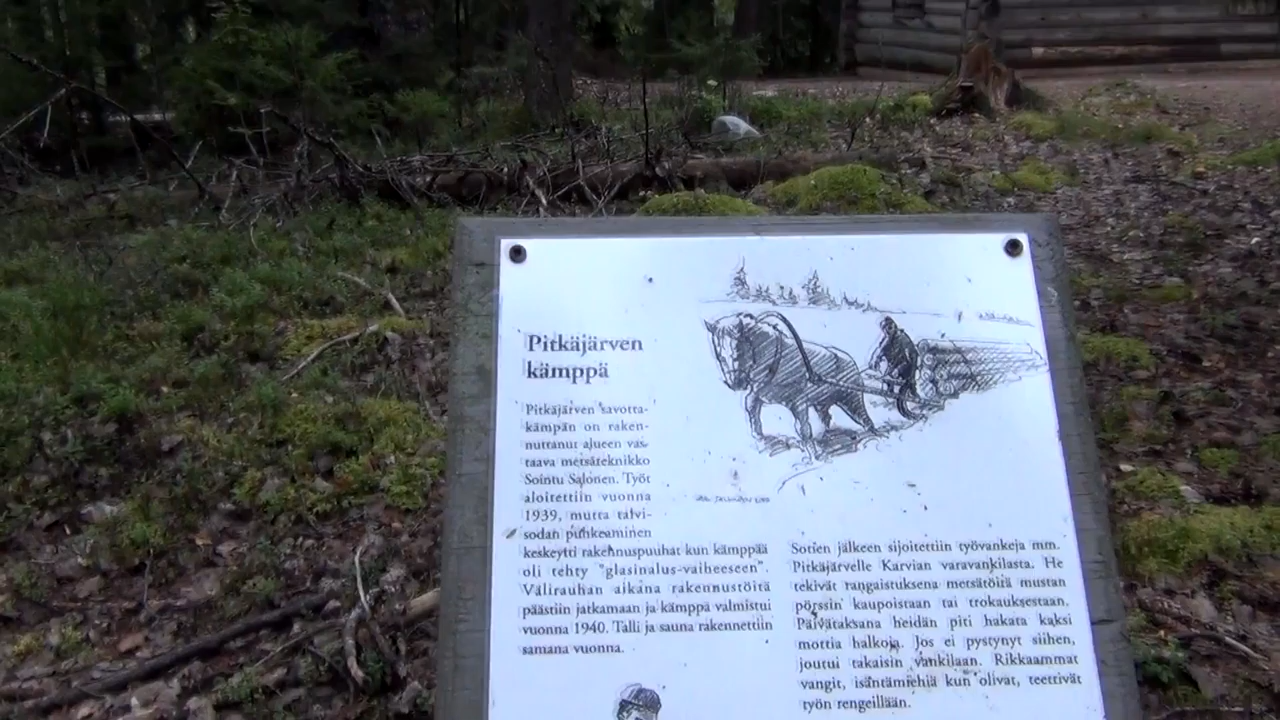 Pitkäjärven
kämppä
Pitkäjärven savotta-
kämpän on raken-
nuttanut alueen vas-
taava metsäteknikko
Sointu Salonen. Työt
aloitettiin vuonna
1939, mutta talvi-
sodan puhkeaminen
keskeytti rakennuspuuhat kun kämppää
oli tehty "glasinalus-vaiheeseen".
Välirauhan aikana rakennustöitä
päästiin jatkamaan ja kämppä valmistui
vuonna 1940. Talli ja sauna rakennettiin
samana vuonna.
Sotien jälkeen sijoitettiin työvankeja mm.
Pitkäjärvelle Karvian varavankilasta. He
tekivät rangaistuksena metsätöitä mustan
pörssin kaupoistaan tai trokauksestaan.
Päivätaksana heidän piti hakata kaksi
mottia halkoja. Jos ei pystynyt siihen,
joutui takaisin vankilaan. Rikkaammat
vangit, isäntämiehiä kun olivat, teettivät
työn rengeillään.